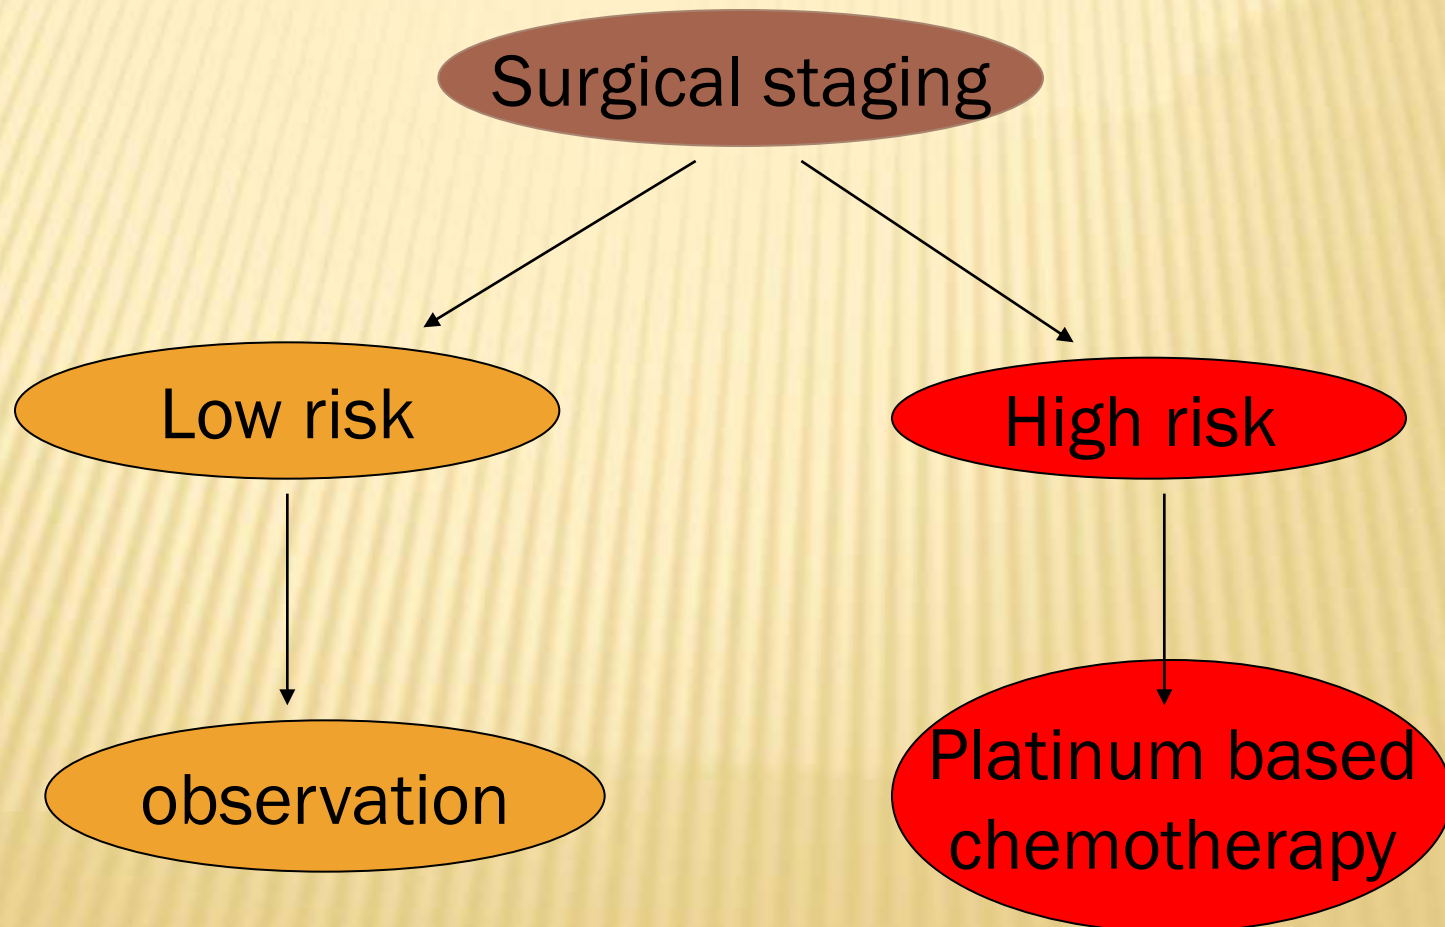 Surgical staging
Low risk
High risk
observation
Platinum based
chemotherapy